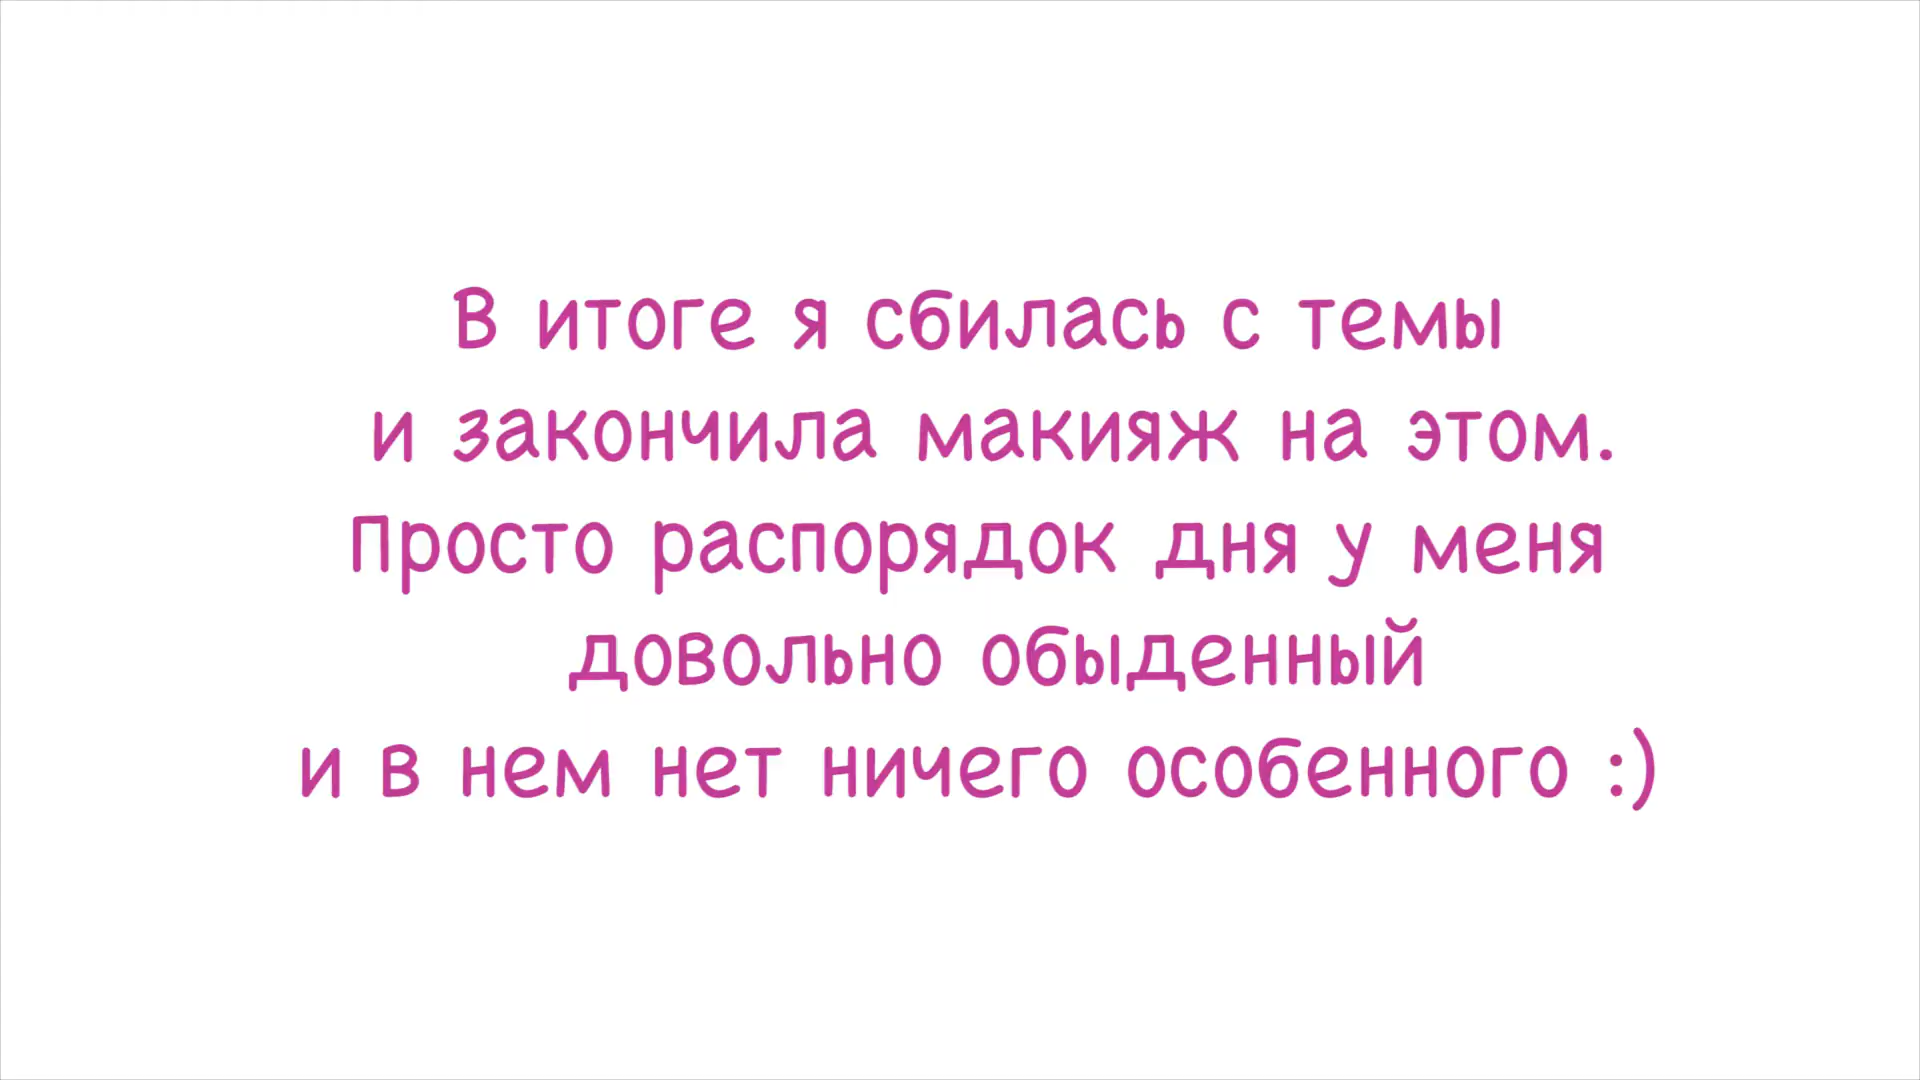 В итоге я сбилась с темы
и закончила макияж на этом.
Просто распорядок дня у меня
довольно обыденный
и в нем нет ничего особенного :)